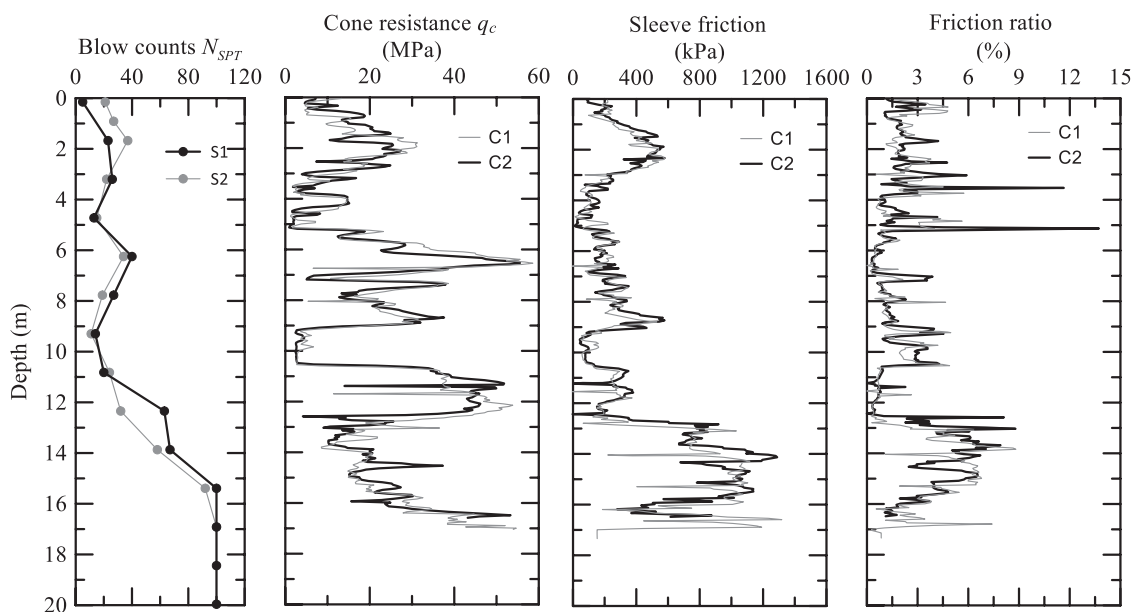 Blow counts N_SPT
0 40 80 120
Cone resistance q_c
(MPa)
0 20 40 60
Sleeve friction
(kPa)
0 400 800 1200 1600
Friction ratio
(%)
0 3 6 9 12 15
Depth (m)
0
2
4
6
8
10
12
14
16
18
20
S1
S2
C1
C2
C1
C2
C1
C2